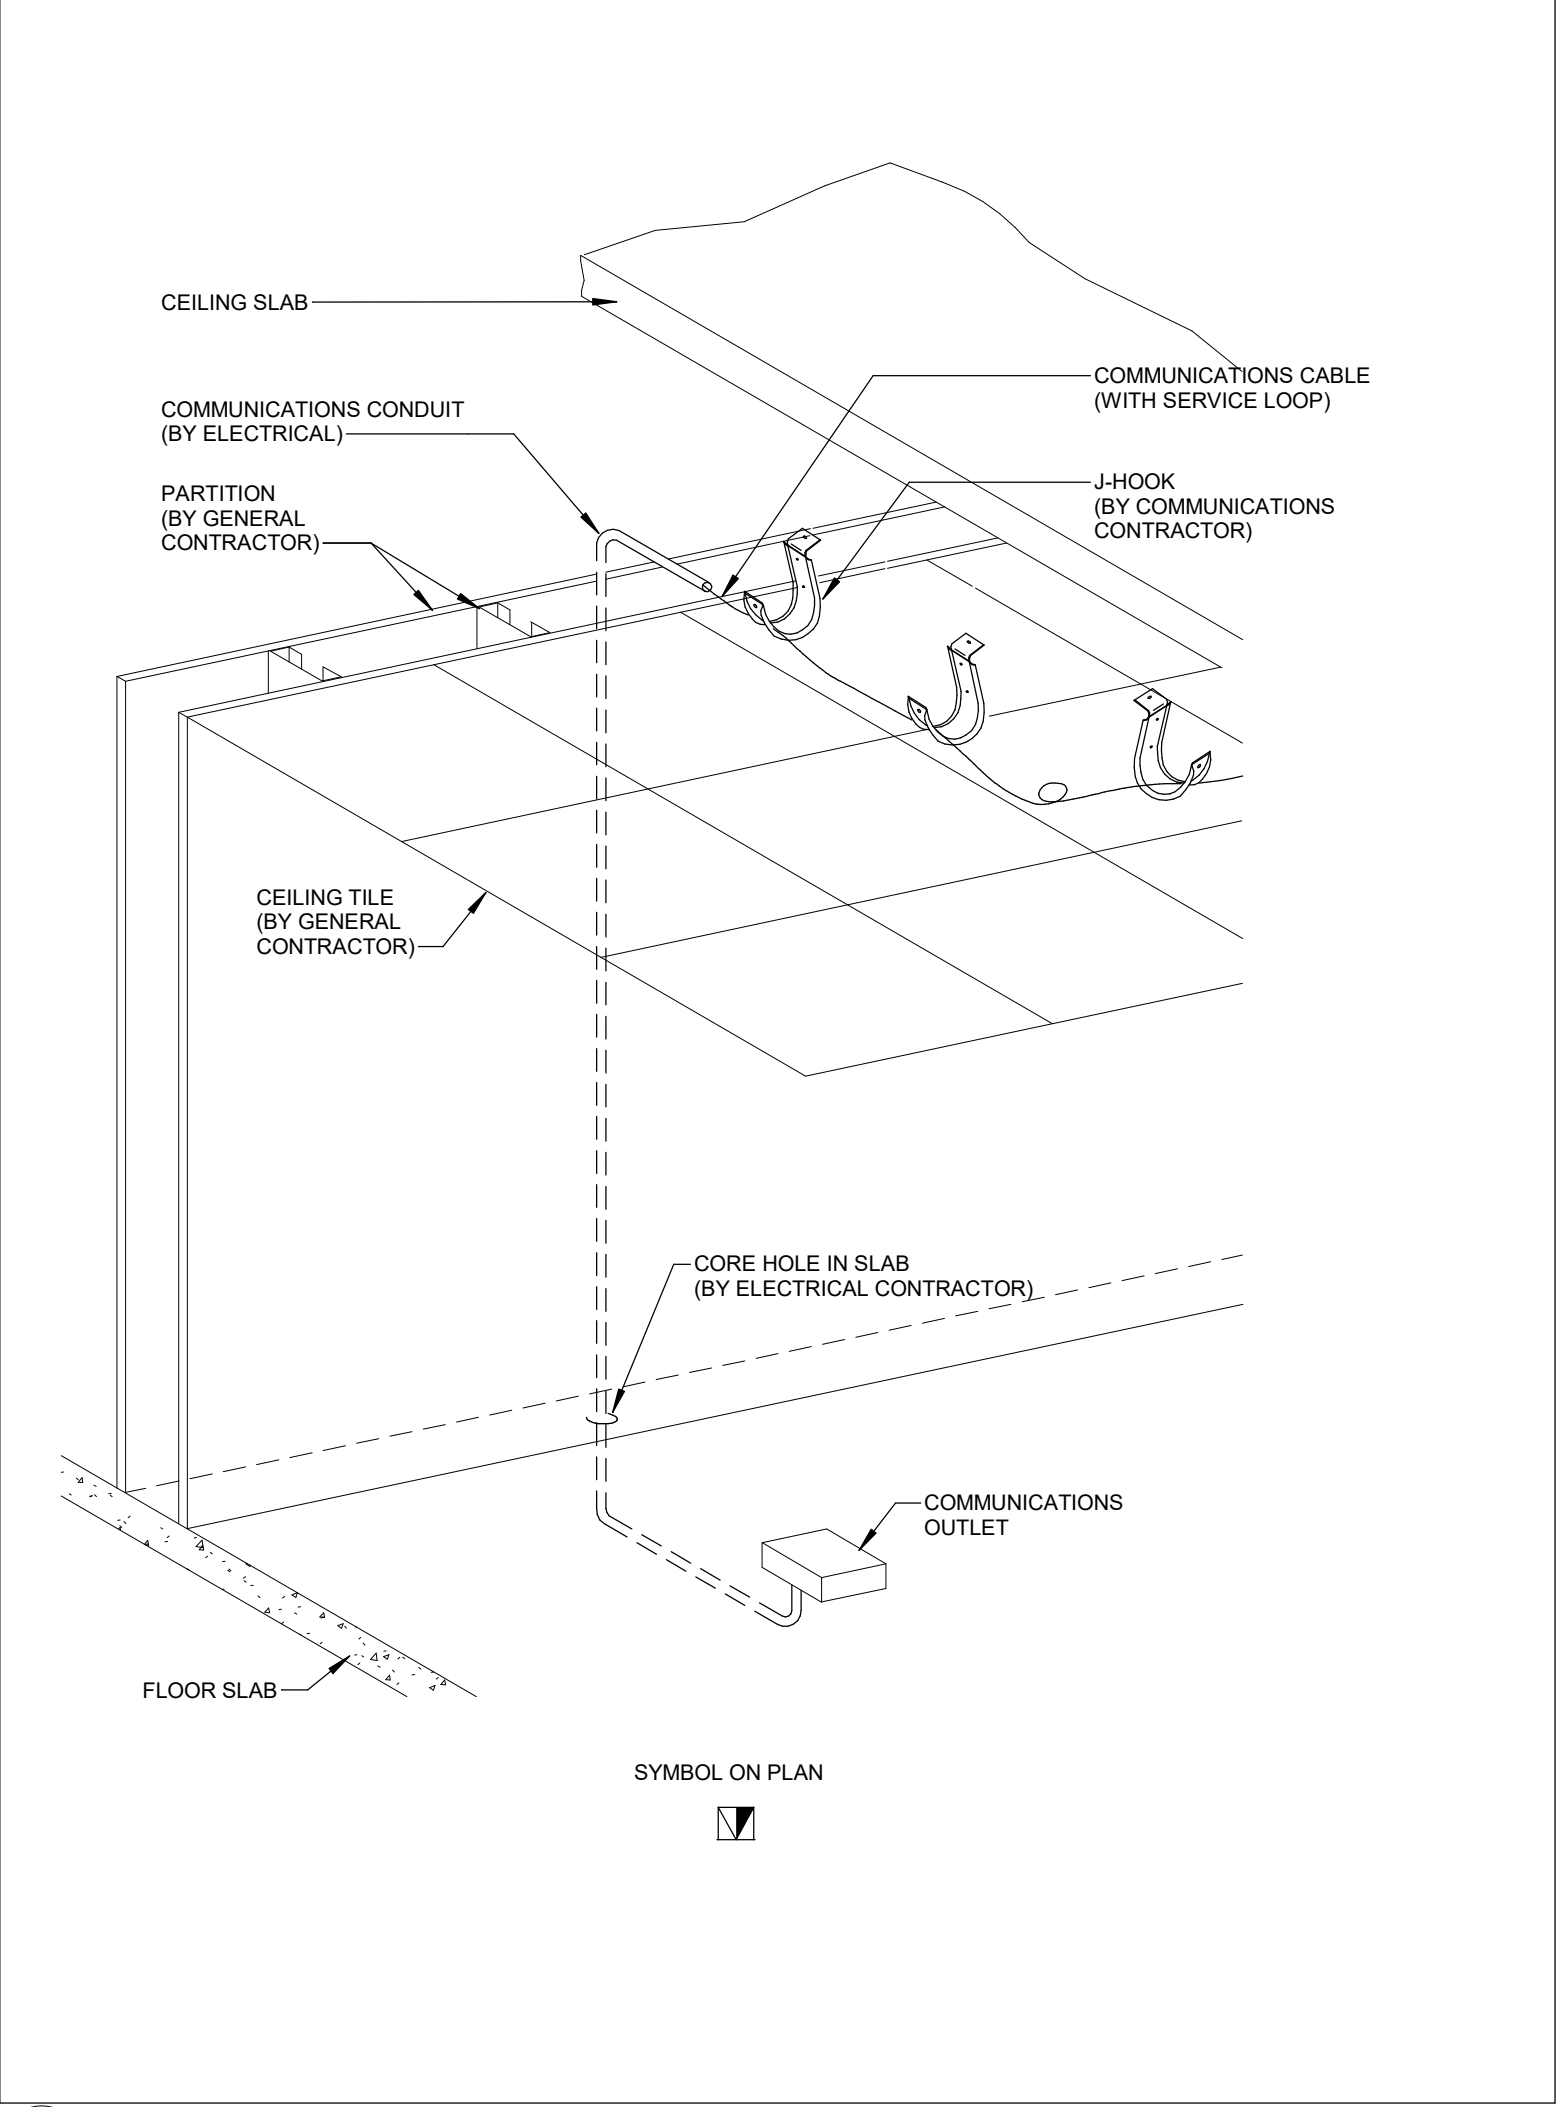 CEILING SLAB
COMMUNICATIONS CABLE
(WITH SERVICE LOOP)
COMMUNICATIONS CONDUIT
(BY ELECTRICAL)
J-HOOK
(BY COMMUNICATIONS
CONTRACTOR)
PARTITION
(BY GENERAL
CONTRACTOR)
CEILING TILE
(BY GENERAL
CONTRACTOR)
CORE HOLE IN SLAB
(BY ELECTRICAL CONTRACTOR)
COMMUNICATIONS
OUTLET
FLOOR SLAB
SYMBOL ON PLAN